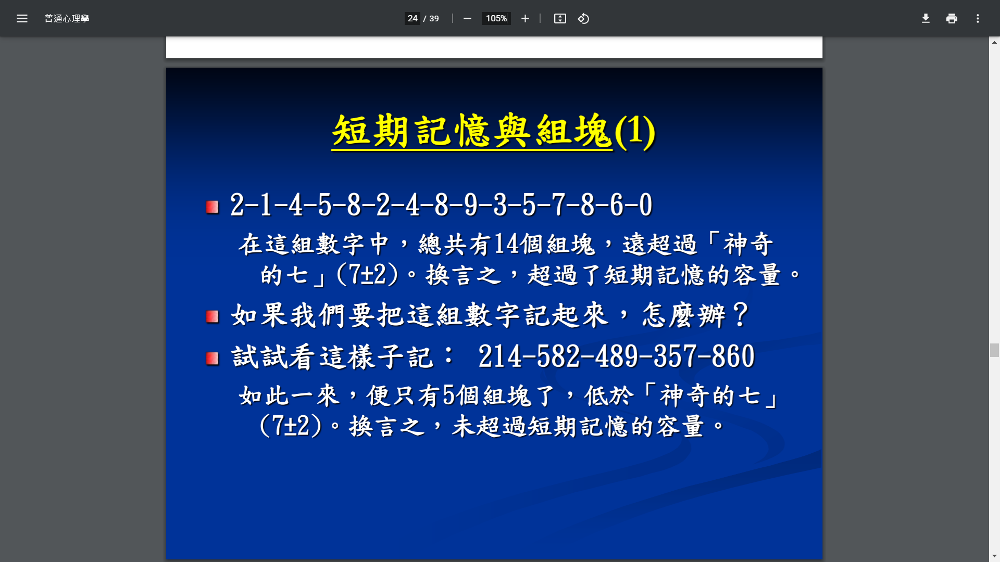 普通心理學
24 / 39
105%
短期記憶與組塊(1)
2-1-4-5-8-2-4-8-9-3-5-7-8-6-0
在這組數字中，總共有14個組塊，遠超過「神奇
的七」(7±2)。換言之，超過了短期記憶的容量。
如果我們要把這組數字記起來，怎麼辦？
試試看這樣子記： 214-582-489-357-860
如此一來，便只有5個組塊了，低於「神奇的七」
(7±2)。換言之，未超過短期記憶的容量。